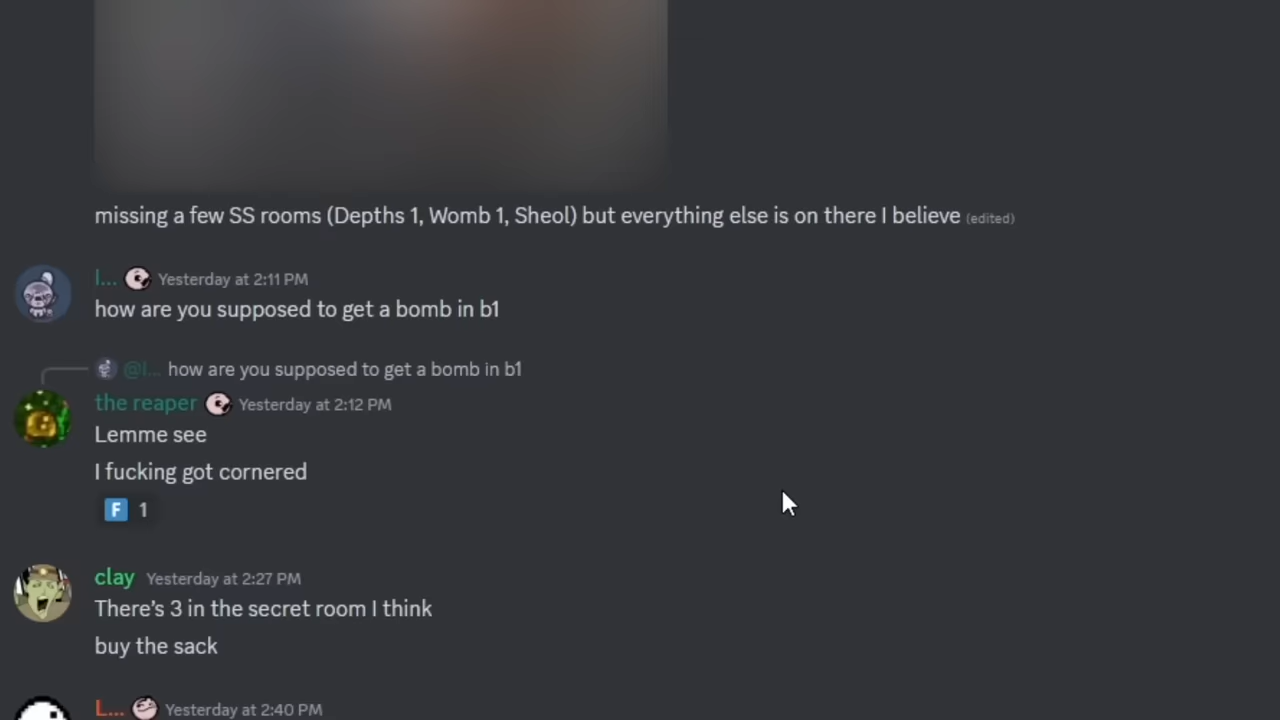 missing a few SS rooms (Depths 1, Womb 1, Sheol) but everything else is on there I believe (edited)
I... Yesterday at 2:11 PM
how are you supposed to get a bomb in b1
@I... how are you supposed to get a bomb in b1
the reaper Yesterday at 2:12 PM
Lemme see
I fucking got cornered
F 1
clay Yesterday at 2:27 PM
There's 3 in the secret room I think
buy the sack
L... Yesterday at 2:40 PM